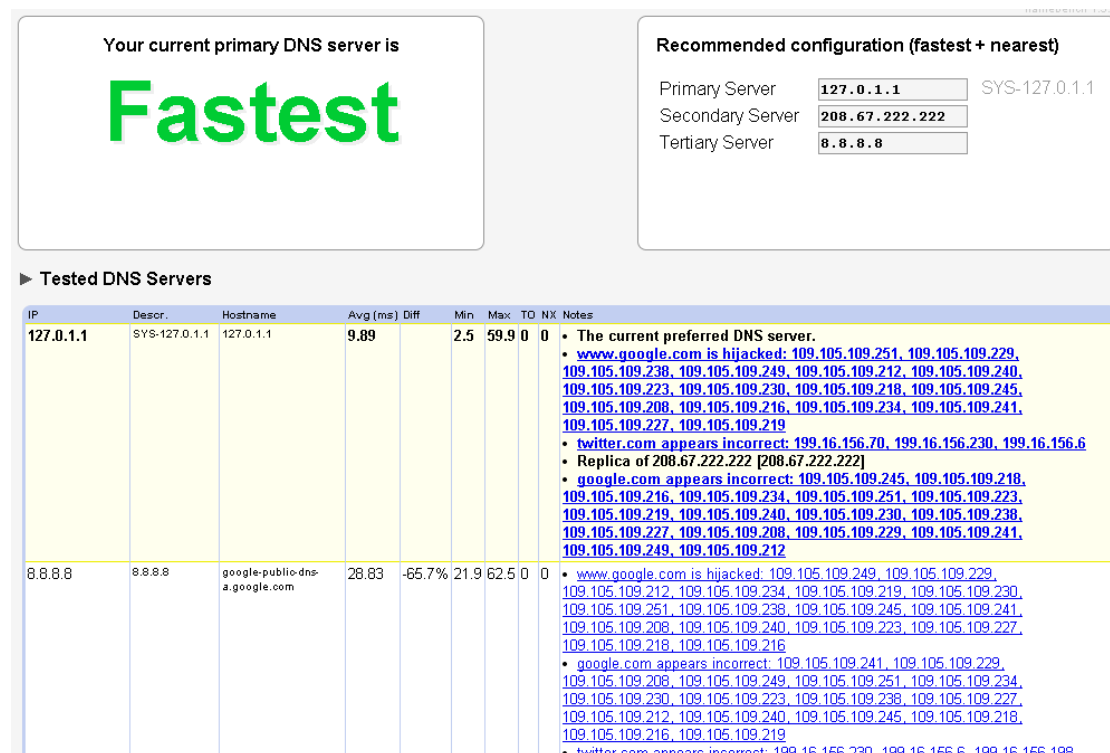 Your current primary DNS server is
Fastest
Recommended configuration (fastest + nearest)
Primary Server 127.0.1.1 SYS-127.0.1.1
Secondary Server 208.67.222.222
Tertiary Server 8.8.8.8
▶ Tested DNS Servers
IP Descr. Hostname Avg (ms) Diff Min Max TO NX Notes
127.0.1.1 SYS-127.0.1.1 127.0.1.1 9.89 2.5 59.9 0 0 • The current preferred DNS server.
• www.google.com is hijacked: 109.105.109.251, 109.105.109.229,
109.105.109.238, 109.105.109.249, 109.105.109.212, 109.105.109.240,
109.105.109.223, 109.105.109.230, 109.105.109.218, 109.105.109.245,
109.105.109.208, 109.105.109.216, 109.105.109.234, 109.105.109.241,
109.105.109.227, 109.105.109.219
• twitter.com appears incorrect: 199.16.156.70, 199.16.156.230, 199.16.156.6
• Replica of 208.67.222.222 [208.67.222.222]
• google.com appears incorrect: 109.105.109.245, 109.105.109.218,
109.105.109.216, 109.105.109.234, 109.105.109.251, 109.105.109.223,
109.105.109.219, 109.105.109.240, 109.105.109.230, 109.105.109.238,
109.105.109.227, 109.105.109.208, 109.105.109.229, 109.105.109.241,
109.105.109.249, 109.105.109.212
8.8.8.8 8.8.8.8 google-public-dns-a.google.com 28.83 -65.7% 21.9 62.5 0 0 • www.google.com is hijacked: 109.105.109.249, 109.105.109.229,
109.105.109.212, 109.105.109.234, 109.105.109.219, 109.105.109.230,
109.105.109.251, 109.105.109.238, 109.105.109.245, 109.105.109.241,
109.105.109.208, 109.105.109.240, 109.105.109.223, 109.105.109.227,
109.105.109.218, 109.105.109.216
• google.com appears incorrect: 109.105.109.241, 109.105.109.229,
109.105.109.208, 109.105.109.249, 109.105.109.251, 109.105.109.234,
109.105.109.230, 109.105.109.223, 109.105.109.238, 109.105.109.227,
109.105.109.212, 109.105.109.240, 109.105.109.245, 109.105.109.218,
109.105.109.216, 109.105.109.219
• twitter.com appears incorrect: 199.16.156.230, 199.16.156.6, 199.16.156.198